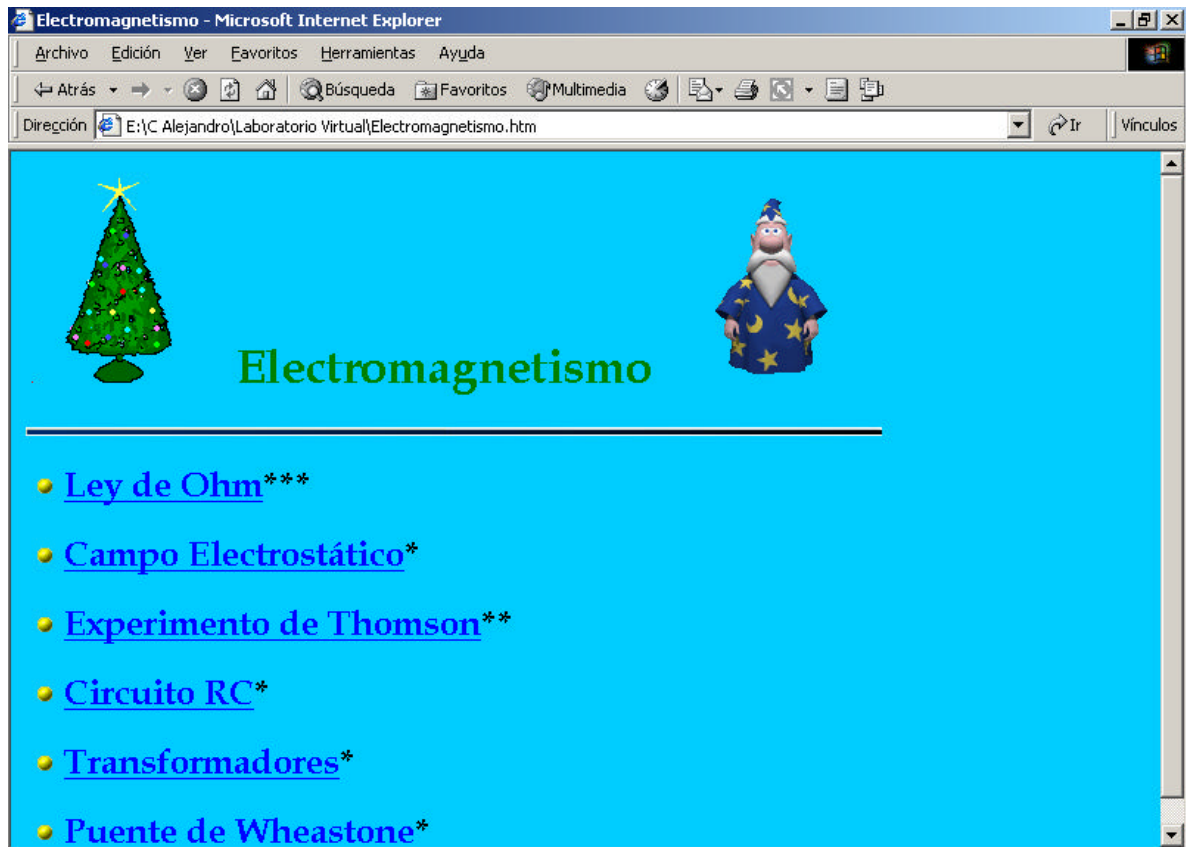 Electromagnetismo - Microsoft Internet Explorer
Archivo Edición Ver Favoritos Herramientas Ayuda
Atrás Búsqueda Favoritos Multimedia
Dirección E:\C Alejandro\Laboratorio Virtual\Electromagnetismo.htm Ir Vínculos
Electromagnetismo
Ley de Ohm***
Campo Electrostático*
Experimento de Thomson**
Circuito RC*
Transformadores*
Puente de Wheastone*